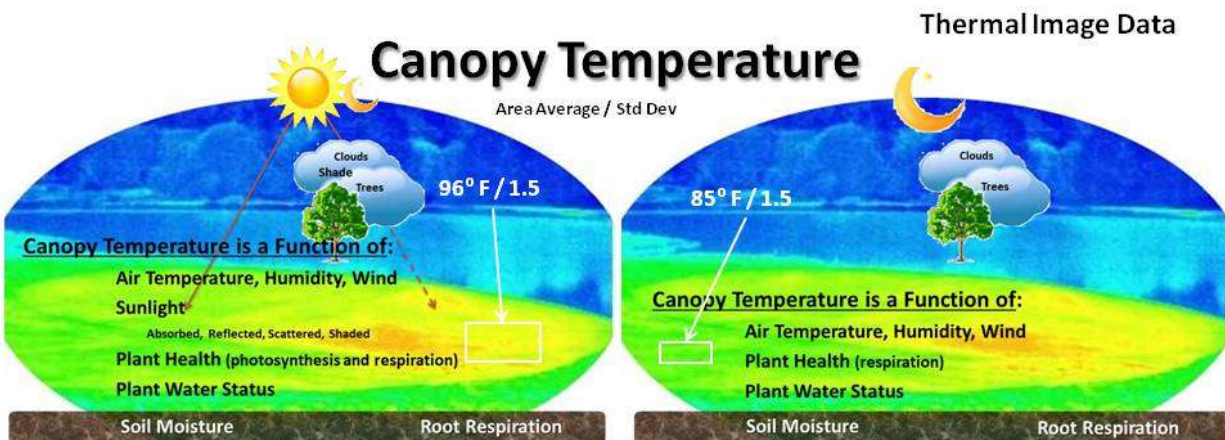 Thermal Image Data
Canopy Temperature
Area Average / Std Dev
Clouds
Shade
Trees
96⁰ F / 1.5
Canopy Temperature is a Function of:
Air Temperature, Humidity, Wind
Sunlight
Absorbed, Reflected, Scattered, Shaded
Plant Health (photosynthesis and respiration)
Plant Water Status
Soil Moisture Root Respiration
Clouds
Trees
85⁰ F / 1.5
Canopy Temperature is a Function of:
Air Temperature, Humidity, Wind
Plant Health (respiration)
Plant Water Status
Soil Moisture Root Respiration